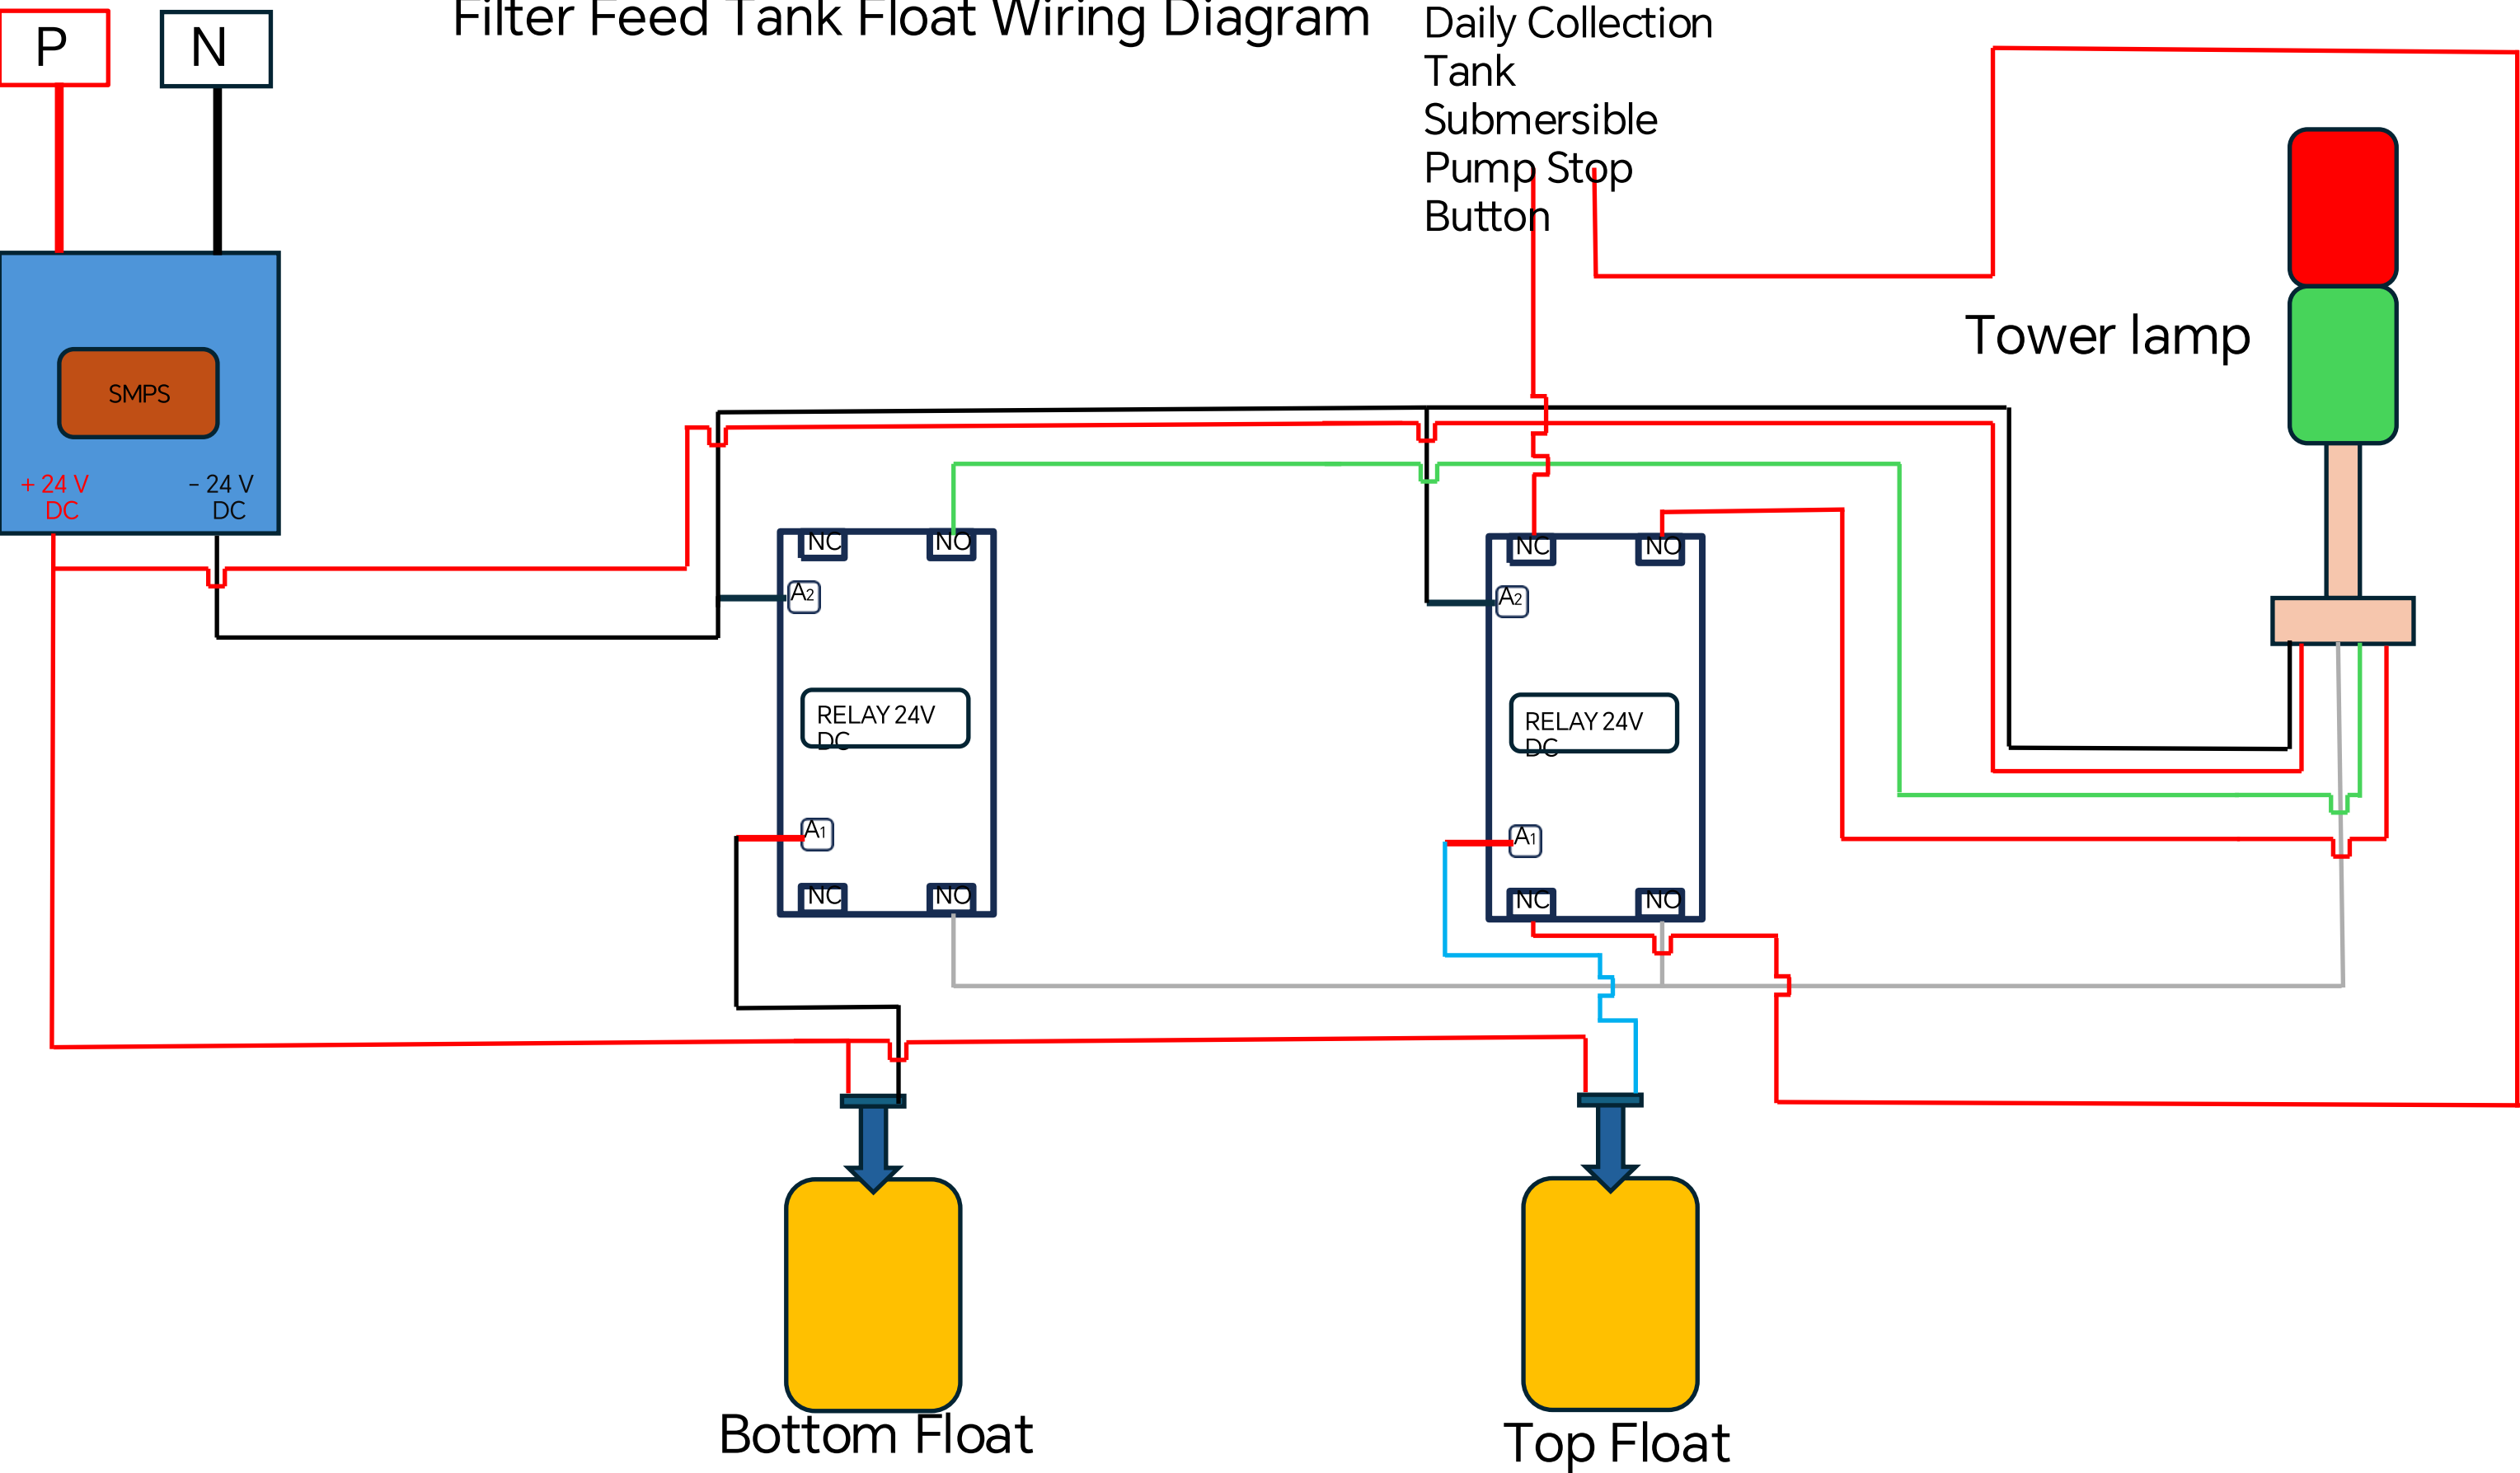 Filter Feed Tank Float Wiring Diagram
P
N
Daily Collection
Tank
Submersible
Pump Stop
Button
Tower lamp
SMPS
+ 24 V
DC
- 24 V
DC
NC
NO
A2
RELAY 24V
DC
A1
NC
NO
NC
NO
A2
RELAY 24V
DC
A1
NC
NO
Bottom Float
Top Float